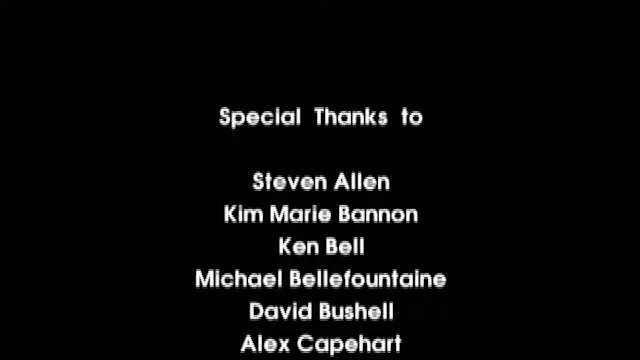 Special Thanks to
Steven Allen
Kim Marie Bannon
Ken Bell
Michael Bellefountaine
David Bushell
Alex Capehart